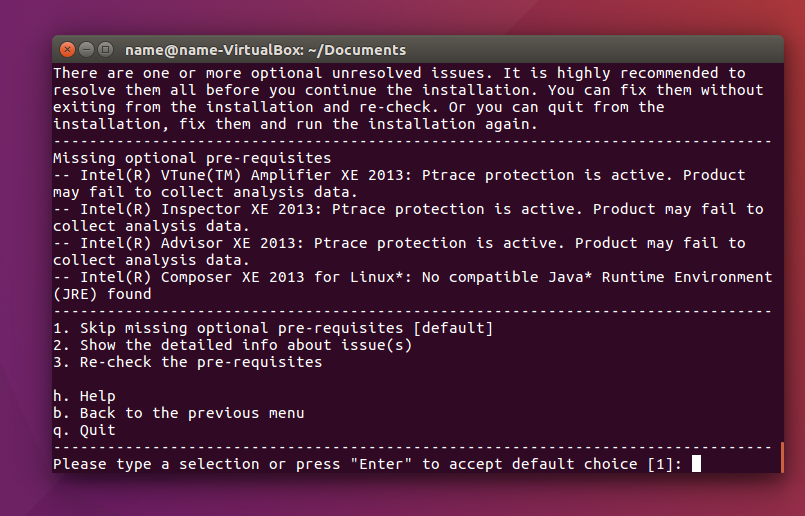 name@name-VirtualBox: ~/Documents
There are one or more optional unresolved issues. It is highly recommended to
resolve them all before you continue the installation. You can fix them without
exiting from the installation and re-check. Or you can quit from the
installation, fix them and run the installation again.
--------------------------------------------------------------------------------
Missing optional pre-requisites
-- Intel(R) VTune(TM) Amplifier XE 2013: Ptrace protection is active. Product
may fail to collect analysis data.
-- Intel(R) Inspector XE 2013: Ptrace protection is active. Product may fail to
collect analysis data.
-- Intel(R) Advisor XE 2013: Ptrace protection is active. Product may fail to
collect analysis data.
-- Intel(R) Composer XE 2013 for Linux*: No compatible Java* Runtime Environment
(JRE) found
--------------------------------------------------------------------------------
1. Skip missing optional pre-requisites [default]
2. Show the detailed info about issue(s)
3. Re-check the pre-requisites
h. Help
b. Back to the previous menu
q. Quit
--------------------------------------------------------------------------------
Please type a selection or press "Enter" to accept default choice [1]: